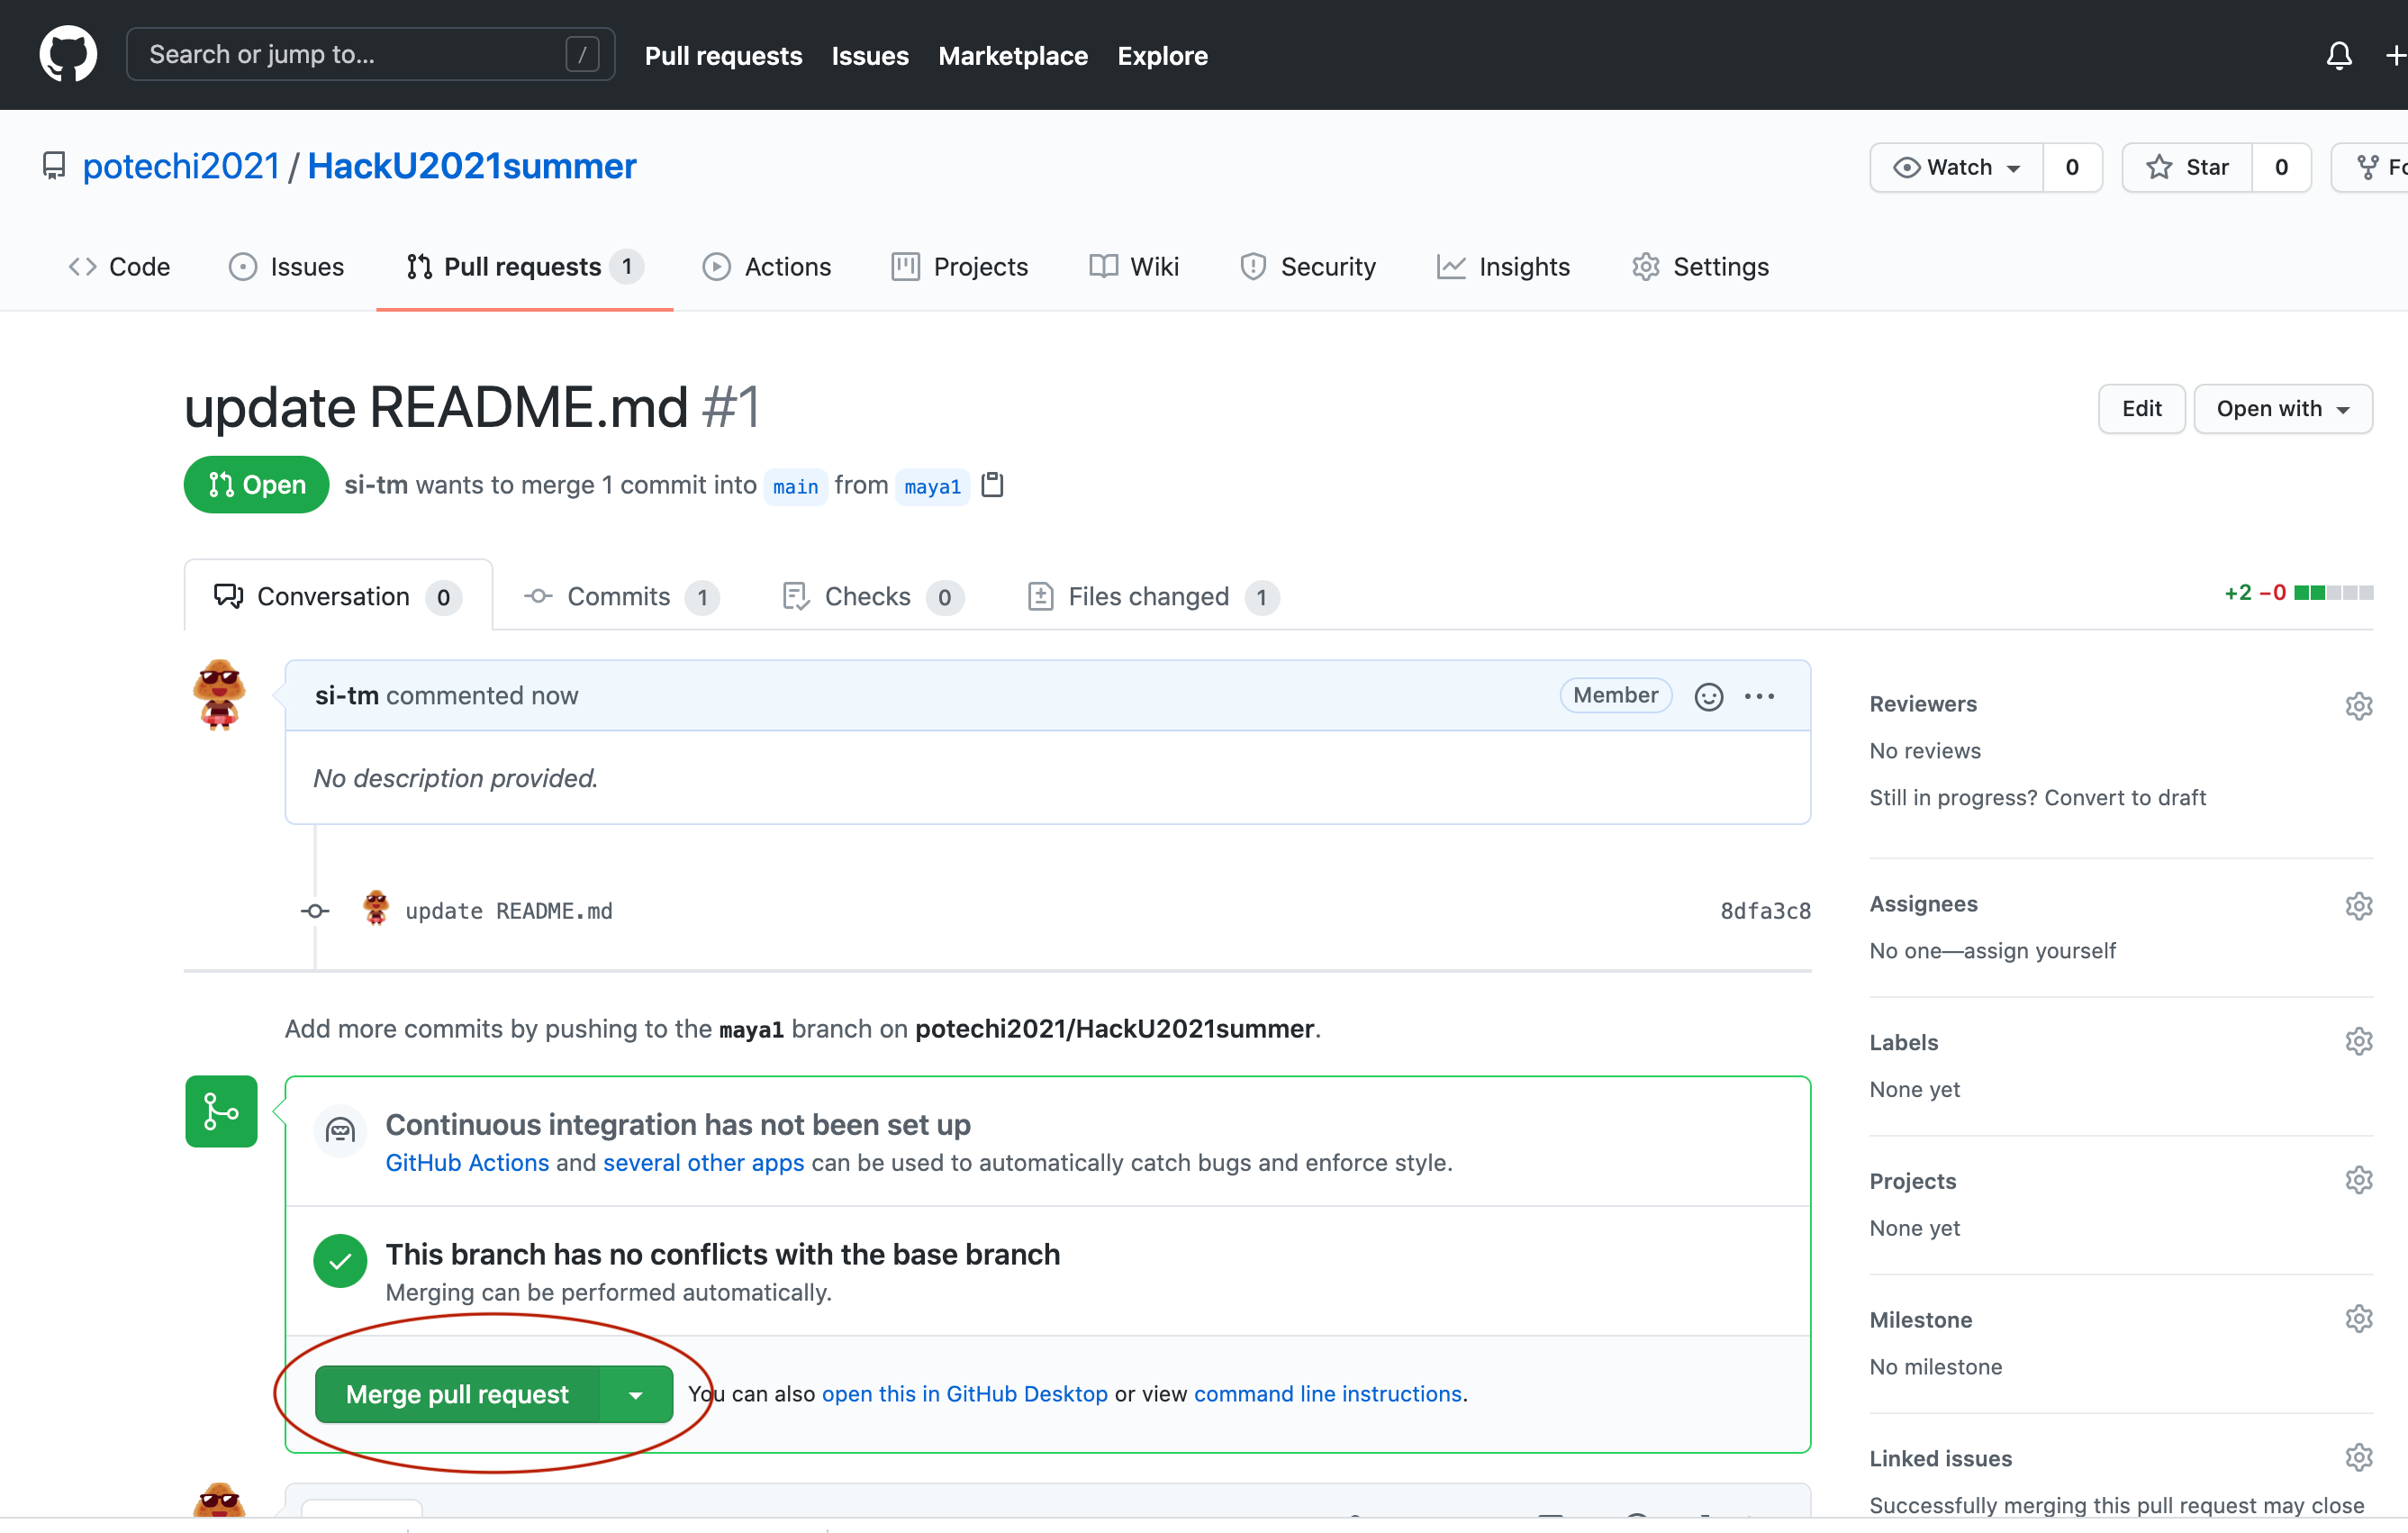 Search or jump to... / Pull requests Issues Marketplace Explore
potechi2021 / HackU2021summer Watch 0 Star 0
Code Issues Pull requests 1 Actions Projects Wiki Security Insights Settings
update README.md #1 Edit Open with
Open si-tm wants to merge 1 commit into main from maya1
Conversation 0 Commits 1 Checks 0 Files changed 1 +2 −0
si-tm commented now Member
No description provided.
update README.md 8dfa3c8
Add more commits by pushing to the maya1 branch on potechi2021/HackU2021summer.
Continuous integration has not been set up
GitHub Actions and several other apps can be used to automatically catch bugs and enforce style.
This branch has no conflicts with the base branch
Merging can be performed automatically.
Merge pull request You can also open this in GitHub Desktop or view command line instructions.
Reviewers
No reviews
Still in progress? Convert to draft
Assignees
No one—assign yourself
Labels
None yet
Projects
None yet
Milestone
No milestone
Linked issues
Successfully merging this pull request may close